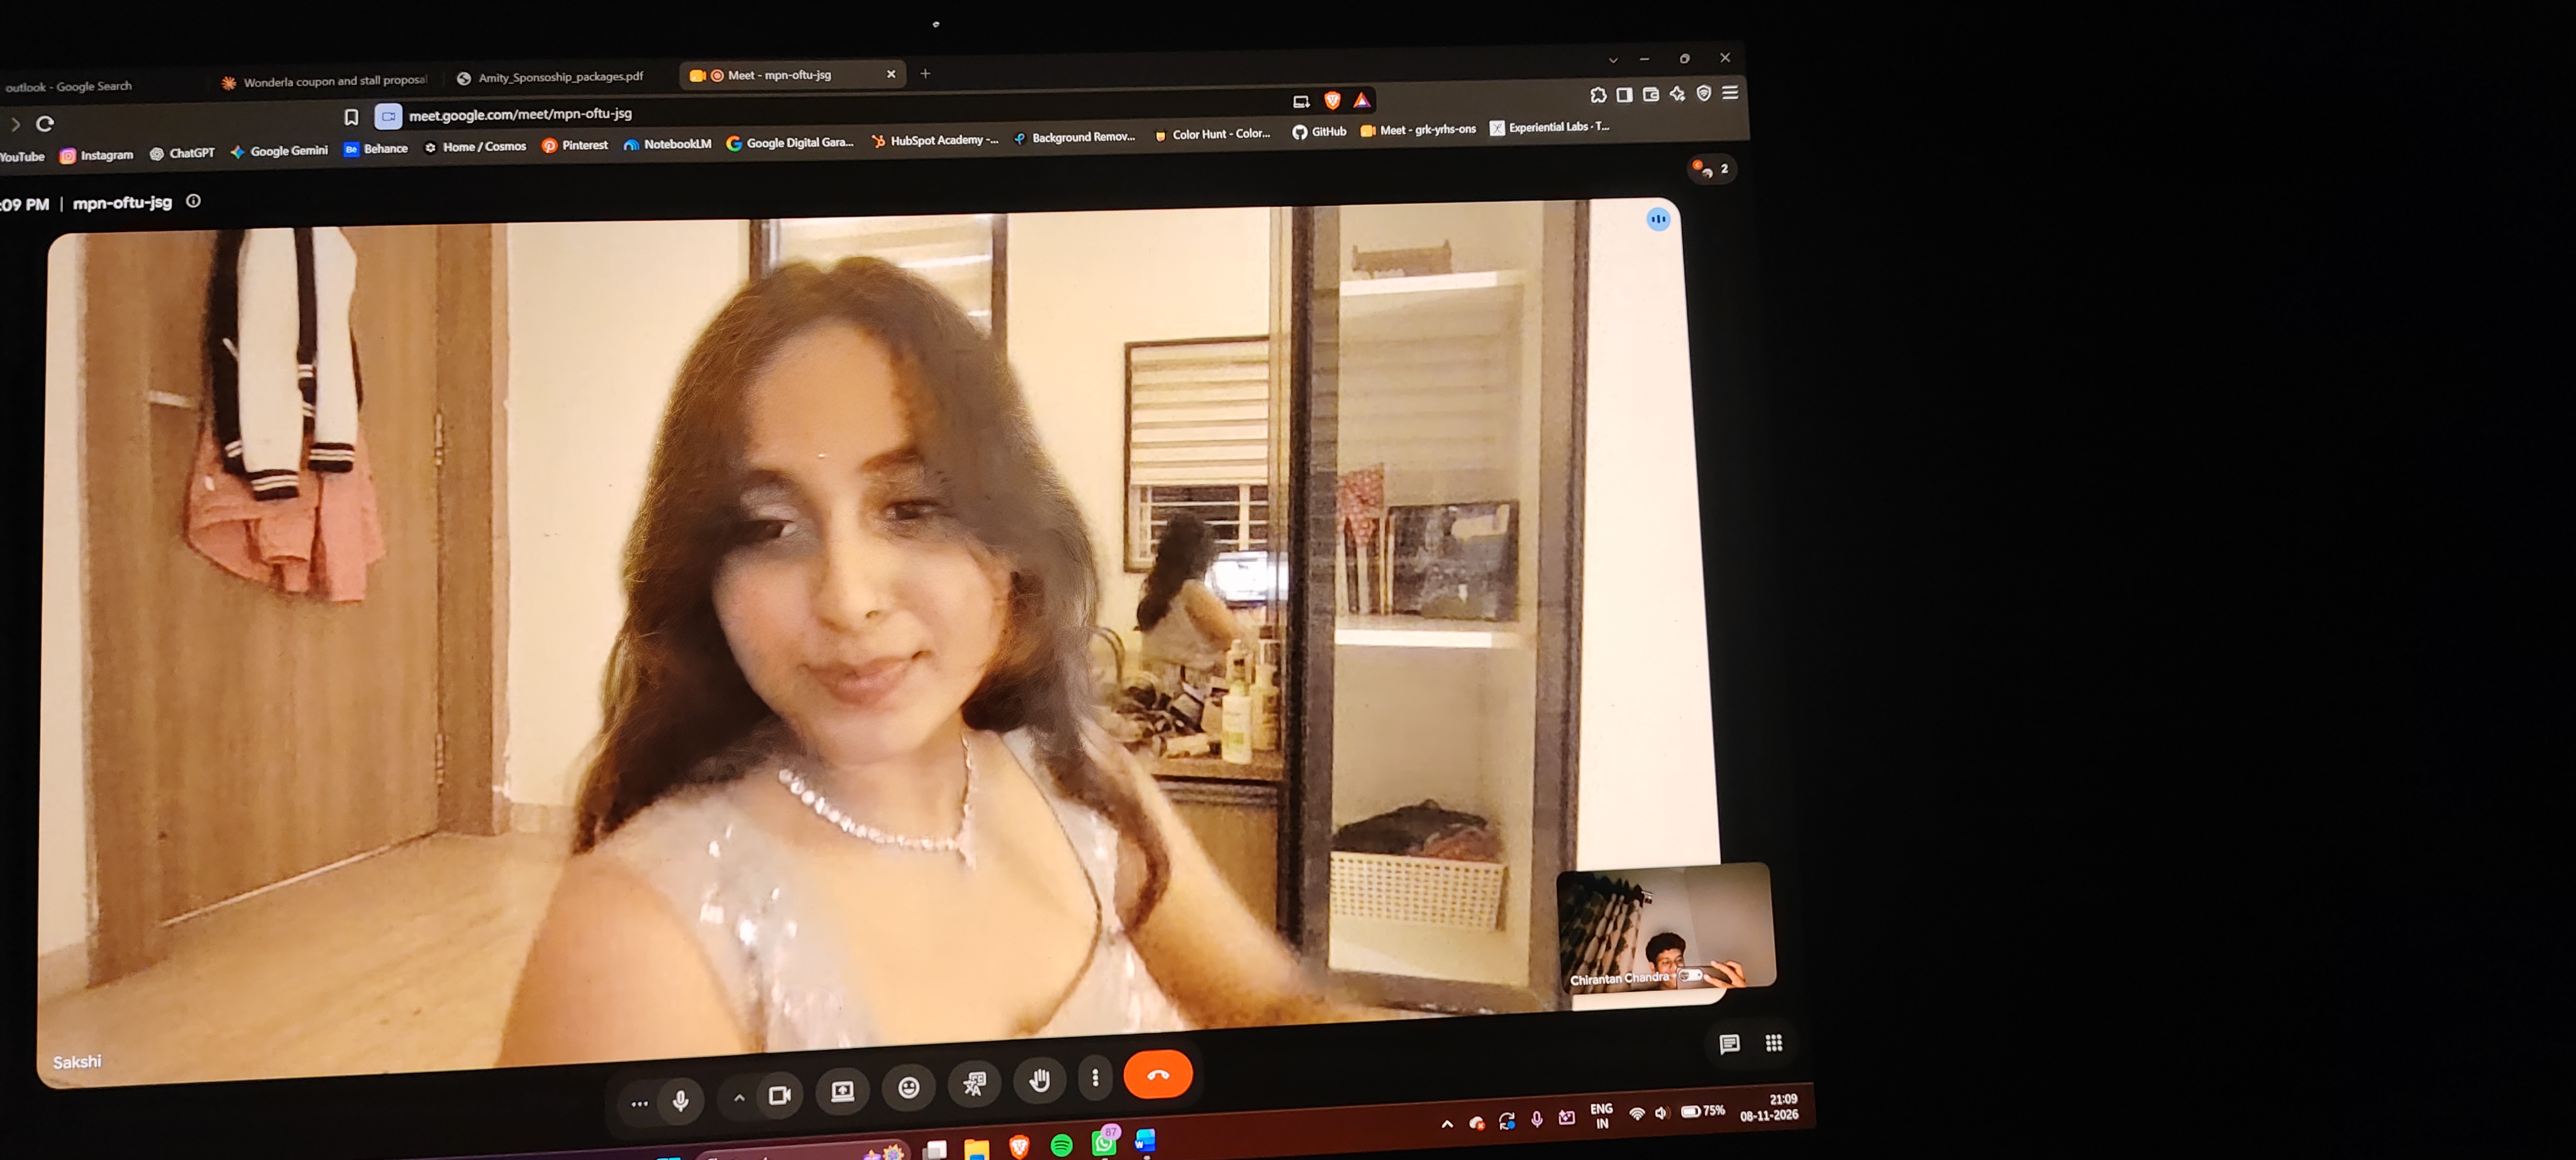 outlook - Google Search
Wonderla coupon and stall proposal
Amity_Sponsoship_packages.pdf
Meet - mpn-oftu-jsg
meet.google.com/meet/mpn-oftu-jsg
YouTube
Instagram
ChatGPT
Google Gemini
Bē Behance
Home / Cosmos
Pinterest
NotebookLM
Google Digital Gara...
HubSpot Academy -...
Background Remov...
Color Hunt - Color...
GitHub
Meet - grk-yrhs-ons
Experiential Labs · T...
2
:09 PM | mpn-oftu-jsg
Chirantan Chandra
Sakshi
ENG
IN
75%
21:09
08-11-2026
87